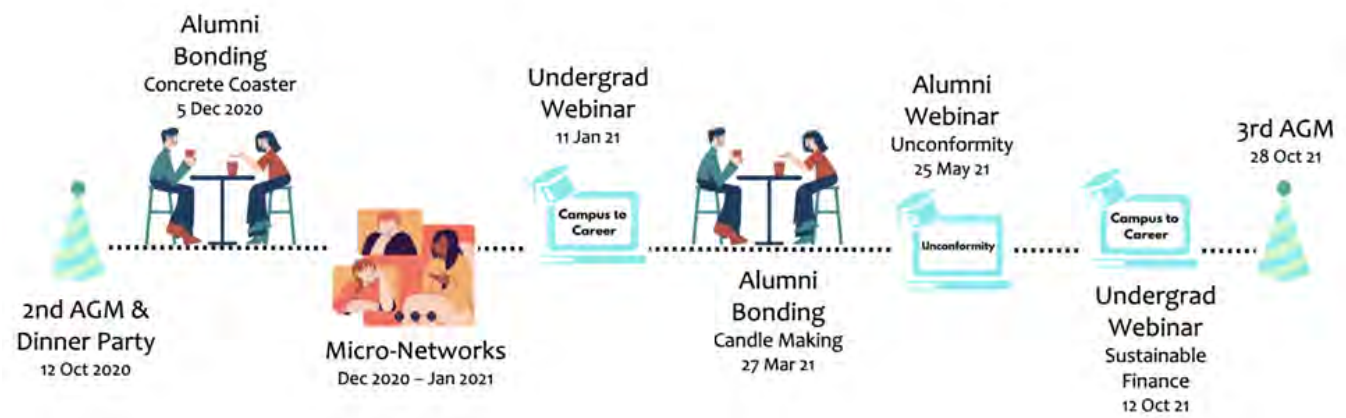 2nd AGM &
Dinner Party
12 Oct 2020
Alumni
Bonding
Concrete Coaster
5 Dec 2020
Micro-Networks
Dec 2020 – Jan 2021
Undergrad
Webinar
11 Jan 21
Campus to
Career
Alumni
Bonding
Candle Making
27 Mar 21
Alumni
Webinar
Unconformity
25 May 21
Unconformity
Campus to
Career
Undergrad
Webinar
Sustainable
Finance
12 Oct 21
3rd AGM
28 Oct 21